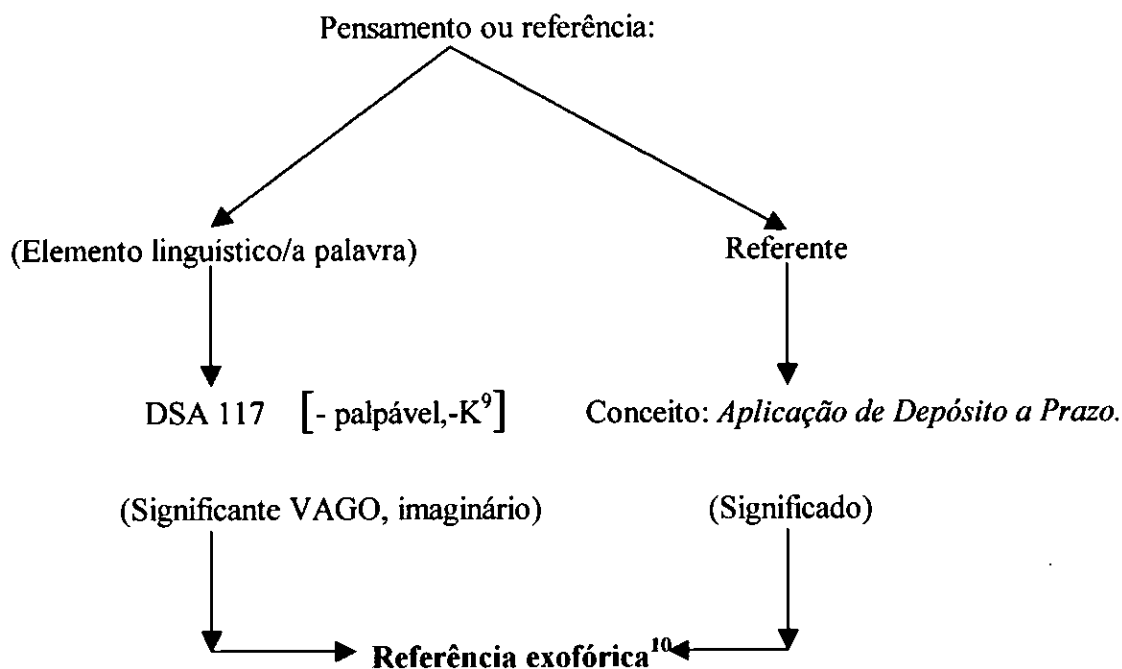 Pensamento ou referência:
(Elemento linguístico/a palavra) Referente
DSA 117 [- palpável,-K⁹] Conceito: Aplicação de Depósito a Prazo.
(Significante VAGO, imaginário) (Significado)
Referência exofórica¹⁰